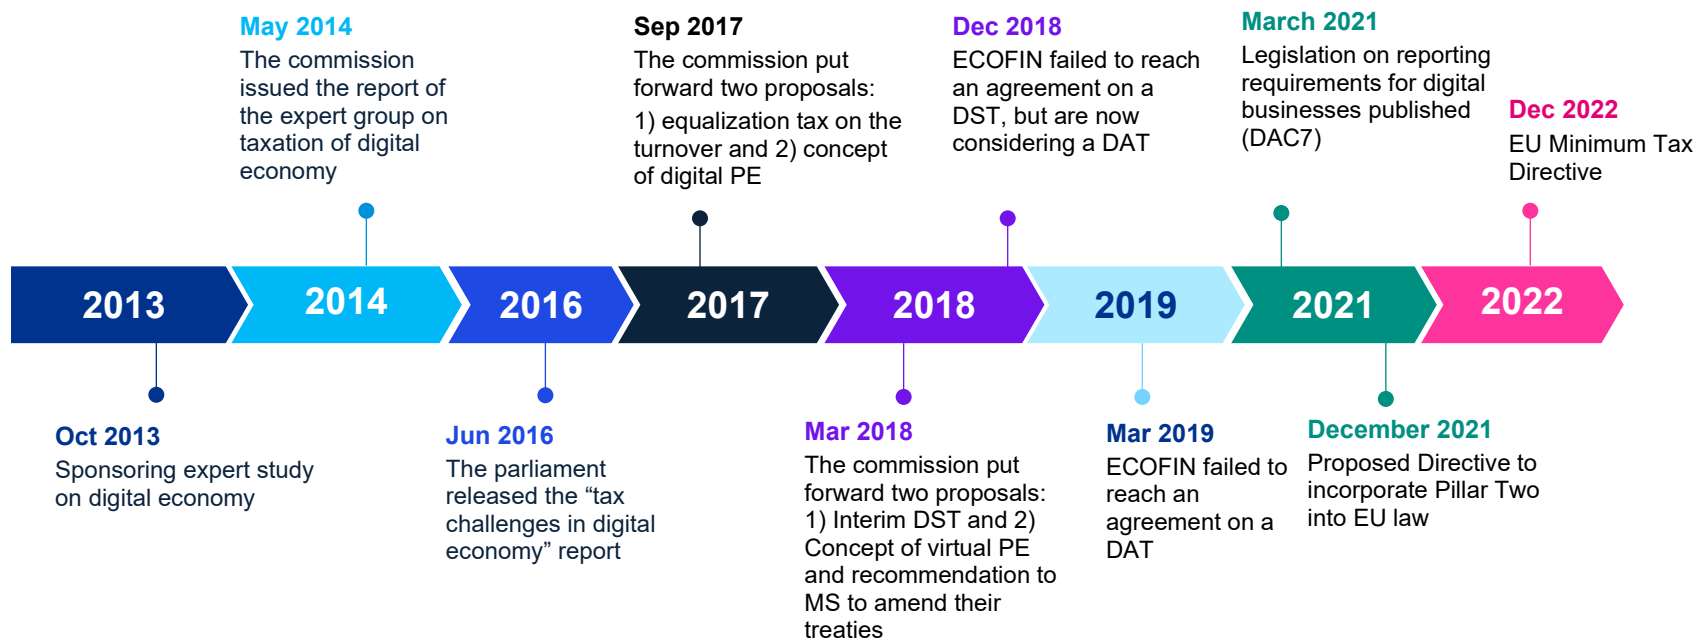 May 2014
The commission
issued the report of
the expert group on
taxation of digital
economy
Sep 2017
The commission put
forward two proposals:
1) equalization tax on the
turnover and 2) concept
of digital PE
Dec 2018
ECOFIN failed to reach
an agreement on a
DST, but are now
considering a DAT
March 2021
Legislation on reporting
requirements for digital
businesses published
(DAC7)
Dec 2022
EU Minimum Tax
Directive
2013
2014
2016
2017
2018
2019
2021
2022
Oct 2013
Sponsoring expert study
on digital economy
Jun 2016
The parliament
released the “tax
challenges in digital
economy” report
Mar 2018
The commission put
forward two proposals:
1) Interim DST and 2)
Concept of virtual PE
and recommendation to
MS to amend their
treaties
Mar 2019
ECOFIN failed to
reach an
agreement on a
DAT
December 2021
Proposed Directive to
incorporate Pillar Two
into EU law